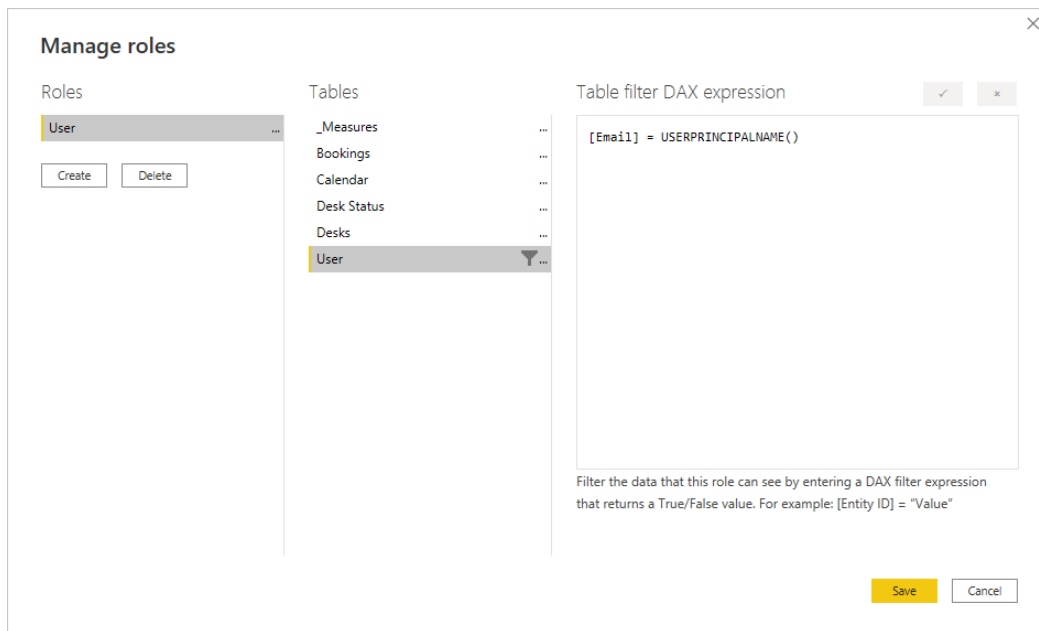 Manage roles
Roles
Tables
Table filter DAX expression
User
...
Create
Delete
_Measures
...
Bookings
...
Calendar
...
Desk Status
...
Desks
...
User
...
[Email] = USERPRINCIPALNAME()
Filter the data that this role can see by entering a DAX filter expression
that returns a True/False value. For example: [Entity ID] = "Value"
Save
Cancel